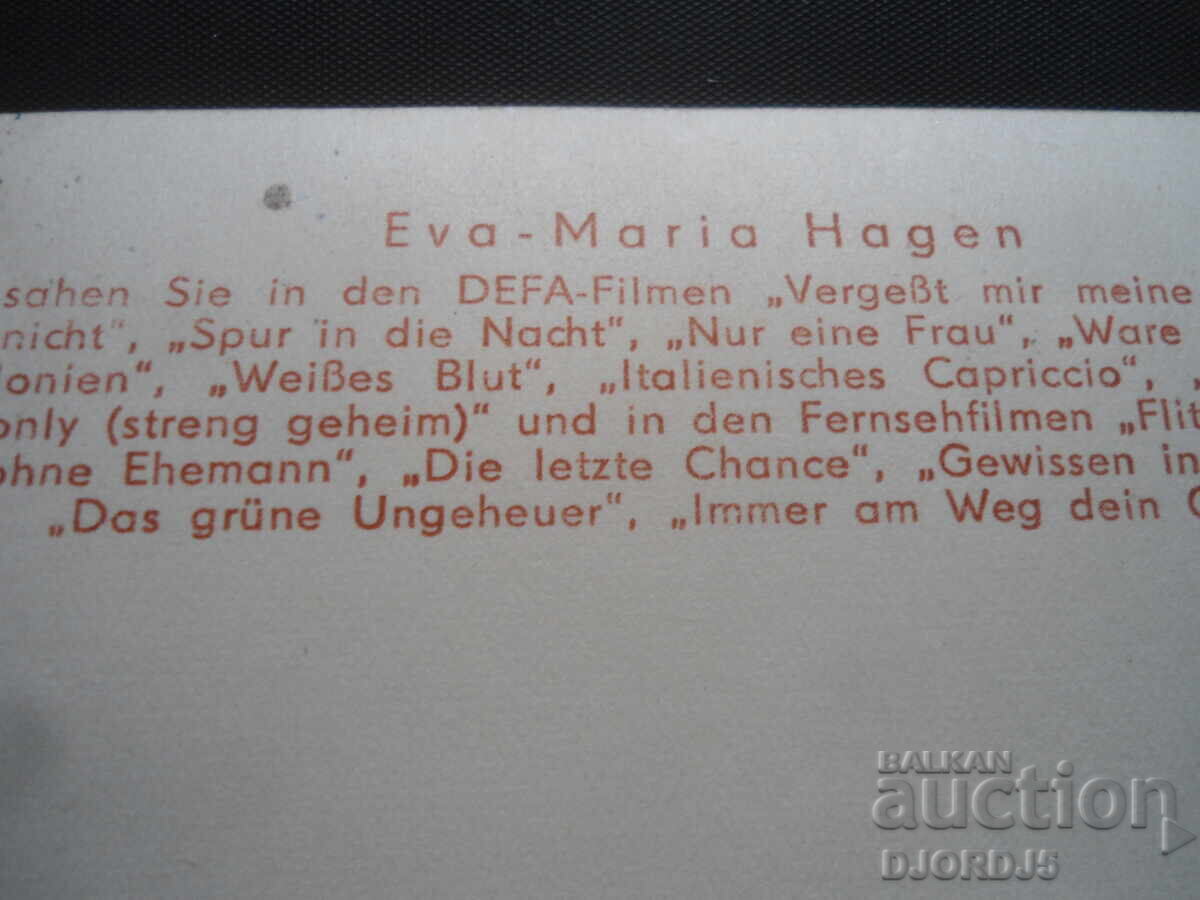 Eva-Maria Hagen
sahen Sie in den DEFA-Filmen „Vergeßt mir meine
nicht", „Spur in die Nacht", „Nur eine Frau", „Ware
lonien", „Weißes Blut", „Italienisches Capriccio", „
only (streng geheim)" und in den Fernsehfilmen „Flit
ohne Ehemann", „Die letzte Chance", „Gewissen in
„Das grüne Ungeheuer", „Immer am Weg dein G
BALKAN
auction
DJORDJ5